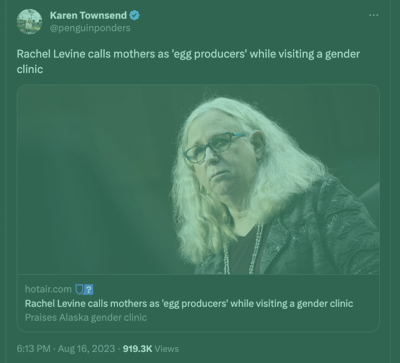 Karen Townsend
@penguinponders
Rachel Levine calls mothers as 'egg producers' while visiting a gender
clinic
hotair.com
Rachel Levine calls mothers as 'egg producers' while visiting a gender clinic
Praises Alaska gender clinic
6:13 PM · Aug 16, 2023 · 919.3K Views